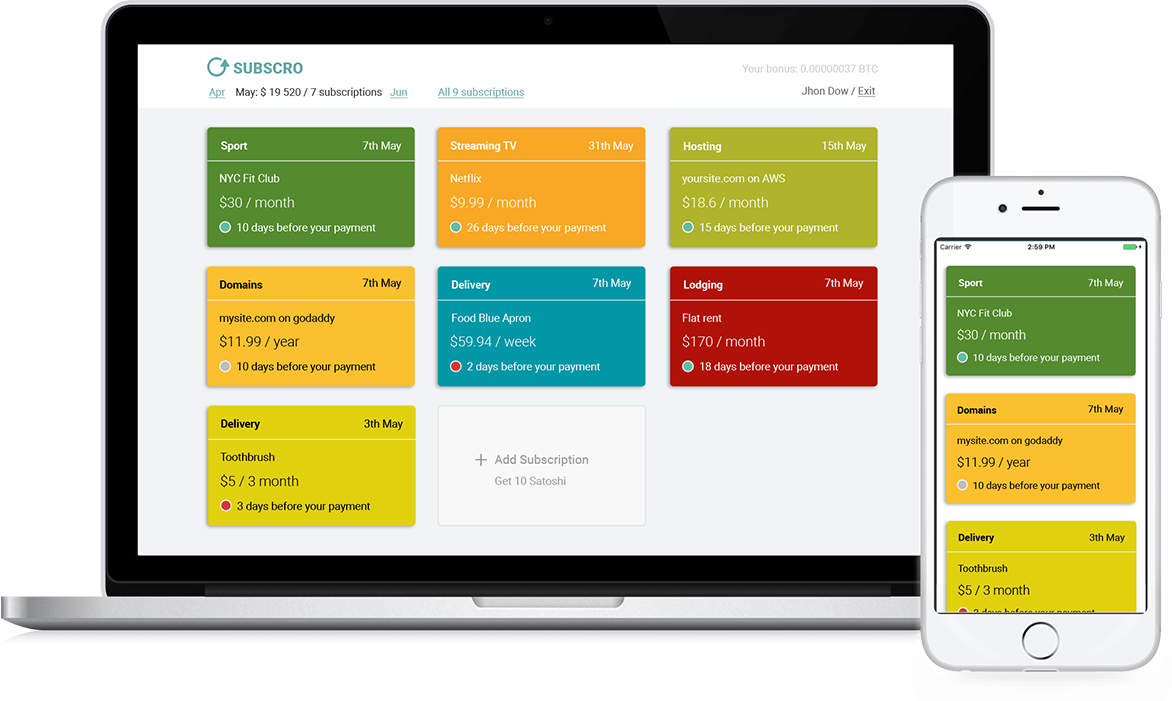 SUBSCRO
Your bonus: 0.00000037 BTC
Apr May: $ 19 520 / 7 subscriptions Jun All 9 subscriptions
Jhon Dow / Exit
Sport 7th May
NYC Fit Club
$30 / month
10 days before your payment
Streaming TV 31th May
Netflix
$9.99 / month
26 days before your payment
Hosting 15th May
yoursite.com on AWS
$18.6 / month
15 days before your payment
Domains 7th May
mysite.com on godaddy
$11.99 / year
10 days before your payment
Delivery 7th May
Food Blue Apron
$59.94 / week
2 days before your payment
Lodging 7th May
Flat rent
$170 / month
18 days before your payment
Delivery 3th May
Toothbrush
$5 / 3 month
3 days before your payment
+ Add Subscription
Get 10 Satoshi
Carrier 2:59 PM
Sport 7th May
NYC Fit Club
$30 / month
10 days before your payment
Domains 7th May
mysite.com on godaddy
$11.99 / year
10 days before your payment
Delivery 3th May
Toothbrush
$5 / 3 month
3 days before your payment